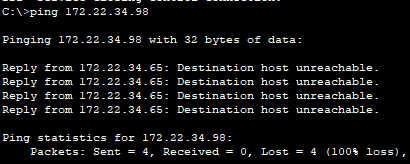 C:\>ping 172.22.34.98
Pinging 172.22.34.98 with 32 bytes of data:
Reply from 172.22.34.65: Destination host unreachable.
Reply from 172.22.34.65: Destination host unreachable.
Reply from 172.22.34.65: Destination host unreachable.
Reply from 172.22.34.65: Destination host unreachable.
Ping statistics for 172.22.34.98:
Packets: Sent = 4, Received = 0, Lost = 4 (100% loss),